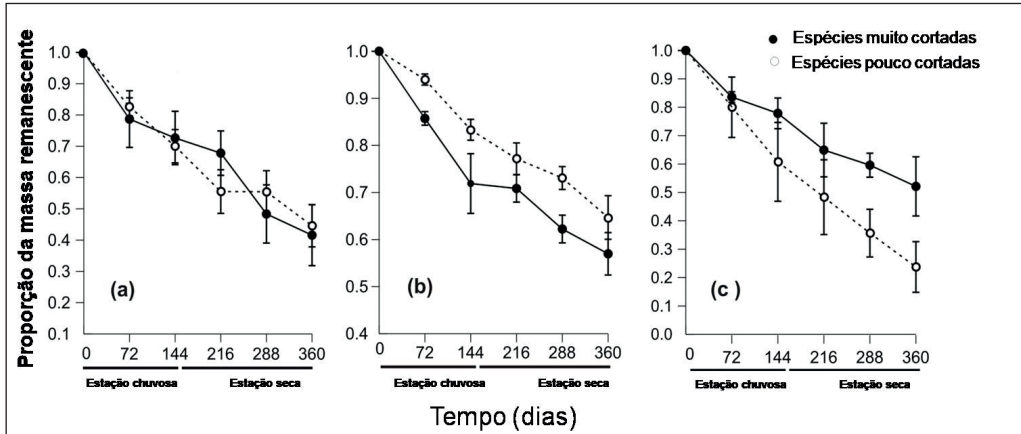 Espécies muito cortadas
Espécies pouco cortadas
Proporção da massa remanescente
1.0
0.9
0.8
0.7
0.6
0.5
0.4
0.3
0.2
0.1
(a)
0 72 144 216 288 360
Estação chuvosa Estação seca
1.0
0.9
0.8
0.7
0.6
0.5
0.4
(b)
0 72 144 216 288 360
Estação chuvosa Estação seca
1.0
0.9
0.8
0.7
0.6
0.5
0.4
0.3
0.2
0.1
0.0
(c )
0 72 144 216 288 360
Estação chuvosa Estação seca
Tempo (dias)